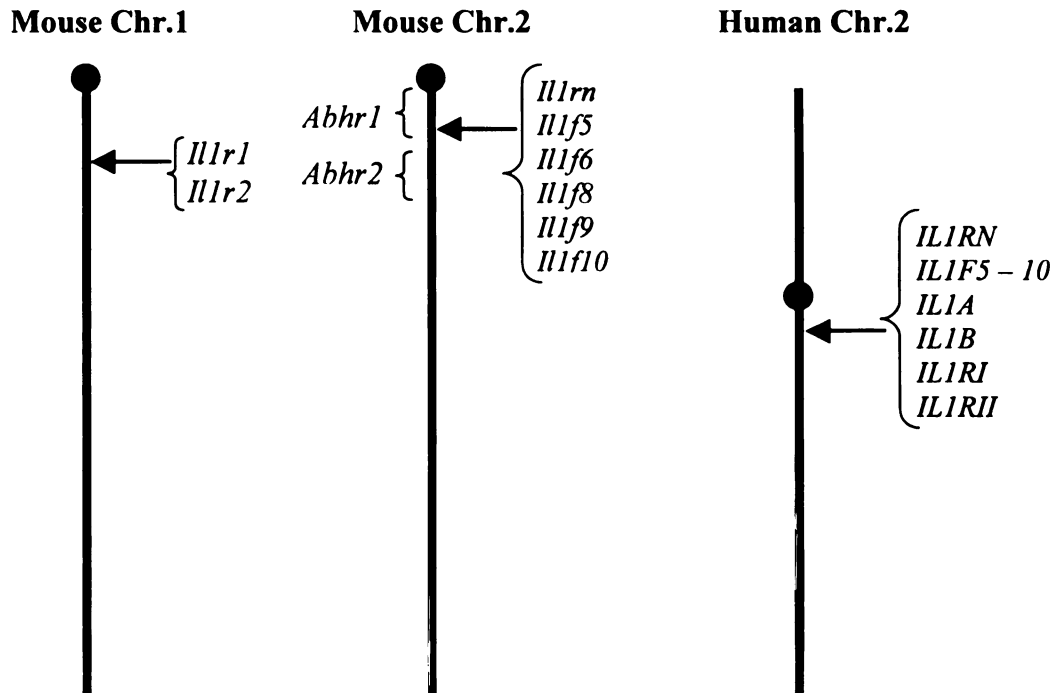 Mouse Chr.1
Mouse Chr.2
Human Chr.2
Il1r1
Il1r2
Abhr1
Abhr2
Il1rn
Il1f5
Il1f6
Il1f8
Il1f9
Il1f10
IL1RN
IL1F5 – 10
IL1A
IL1B
IL1RI
IL1RII